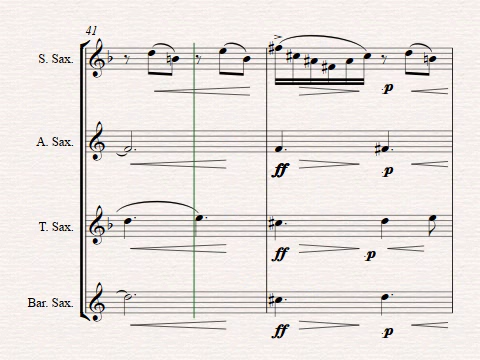 41
S. Sax.
p
A. Sax.
ff p
T. Sax.
ff p
Bar. Sax.
ff p